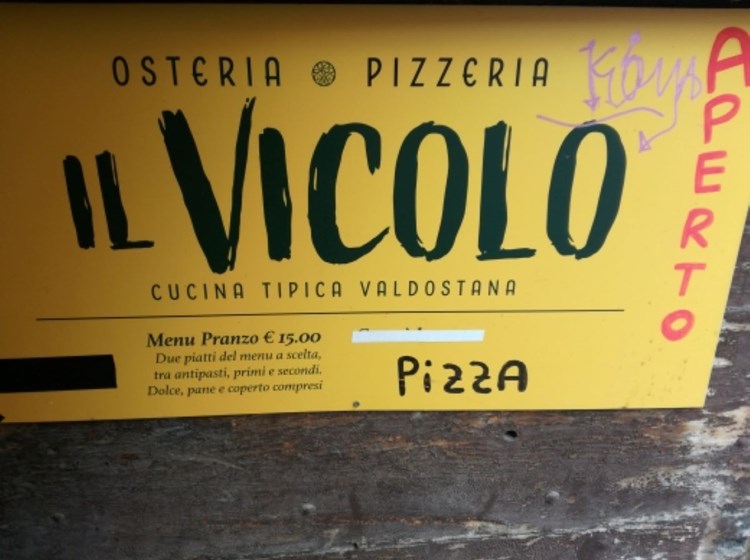 OSTERIA PIZZERIA
IL VICOLO
CUCINA TIPICA VALDOSTANA
Menu Pranzo € 15.00
Due piatti del menu a scelta,
tra antipasti, primi e secondi.
Dolce, pane e coperto compresi
PizzA
APERTO